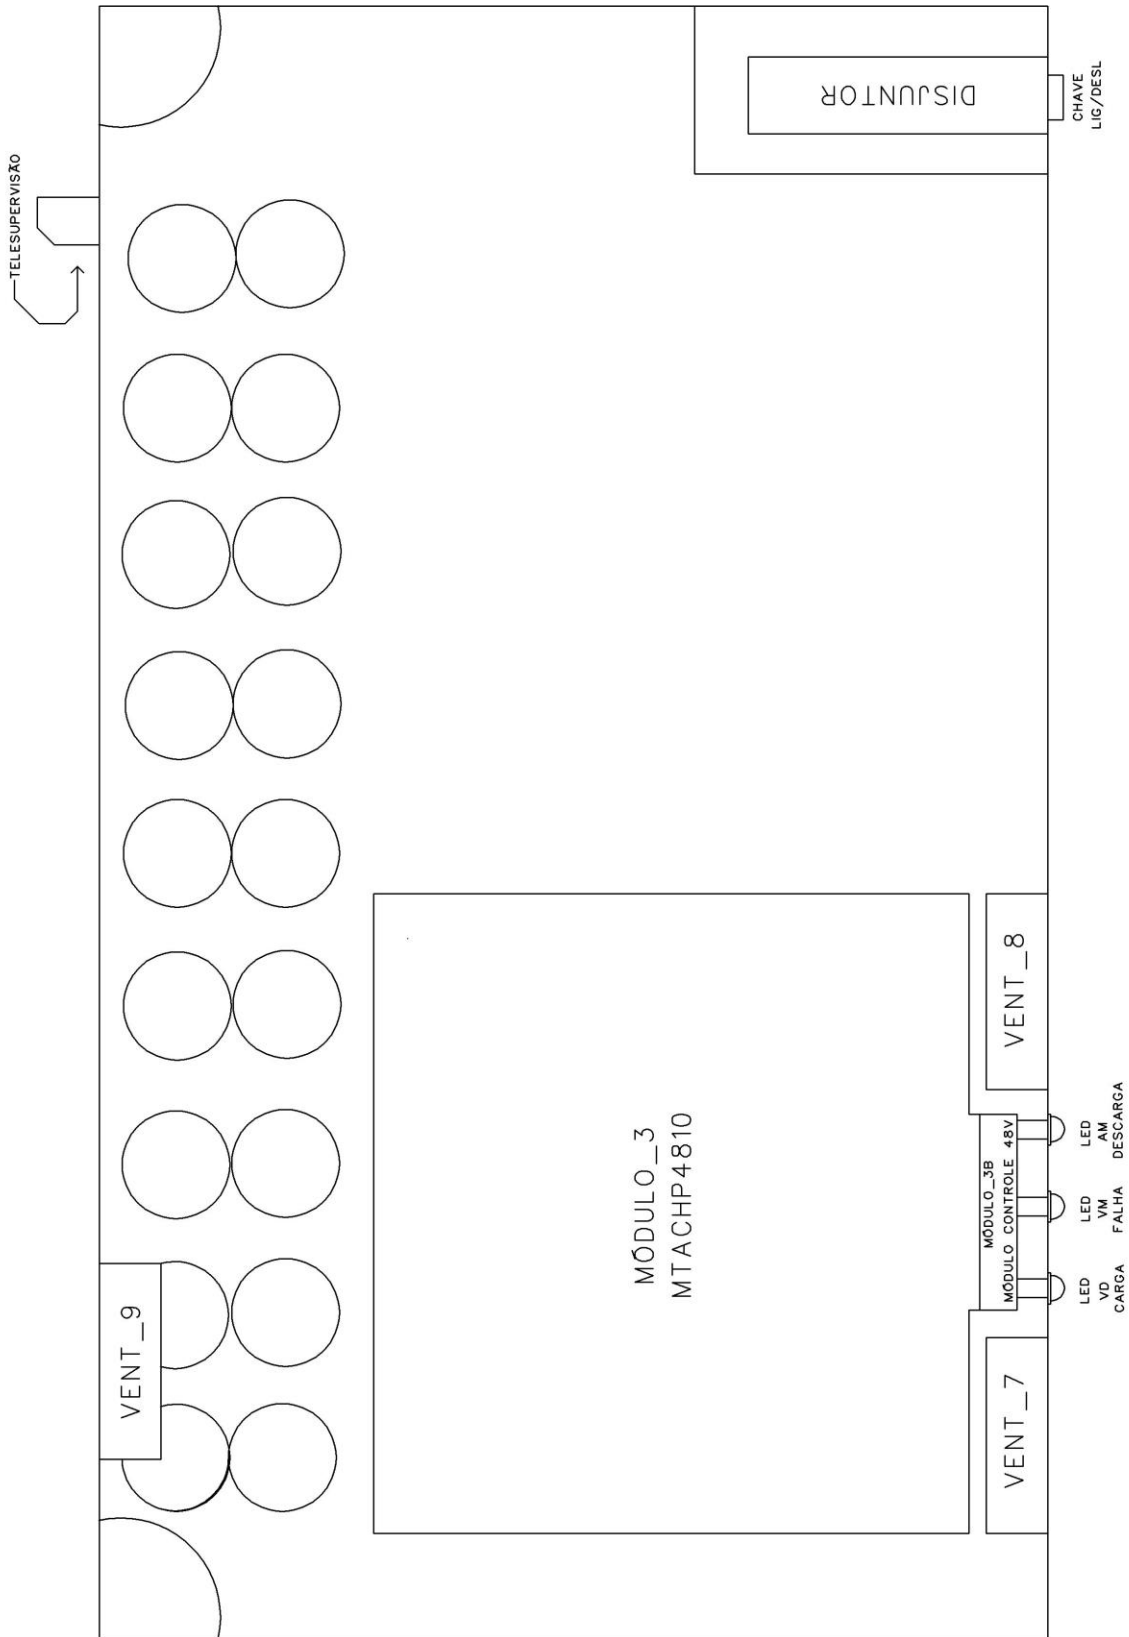 TELESUPERVISÃO
DISJUNTOR
CHAVE
LIG/DESL
VENT_9
MÓDULO_3
MTACHP4810
VENT_8
MÓDULO_3B
MÓDULO CONTROLE 48V
VENT_7
LED
AM
DESCARGA
LED
VM
FALHA
LED
VD
CARGA